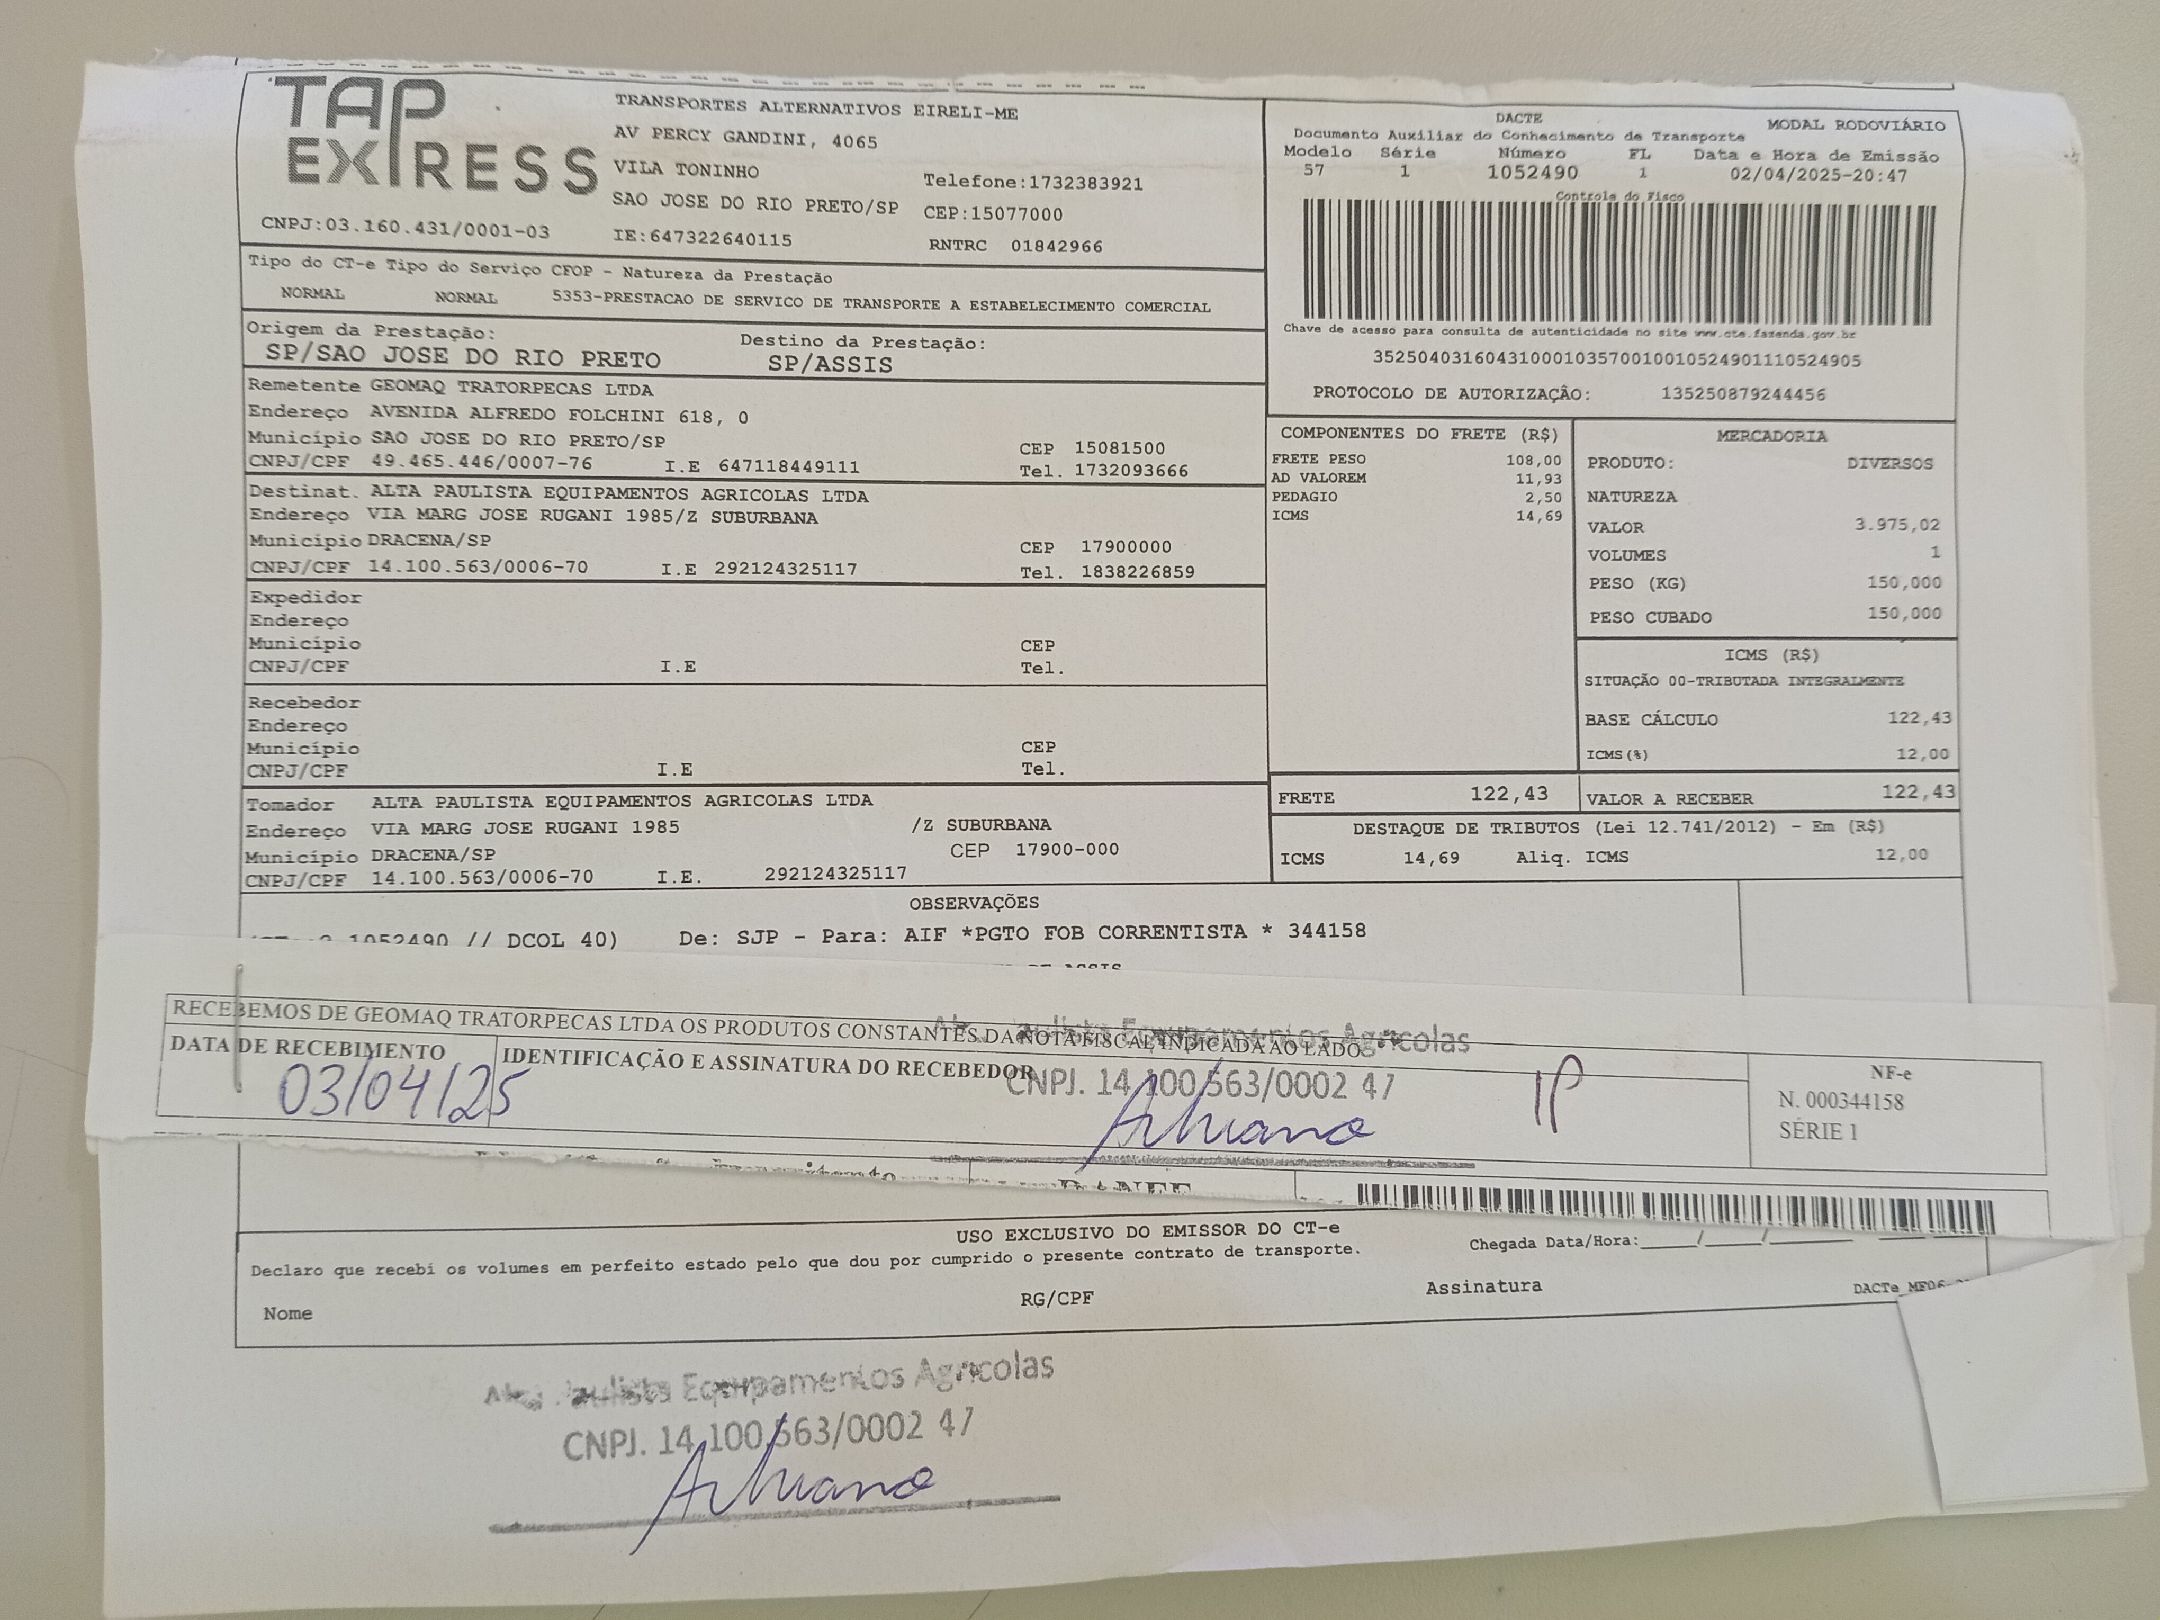 TAP EXPRESS
CNPJ:03.160.431/0001-03
TRANSPORTES ALTERNATIVOS EIRELI-ME
AV PERCY GANDINI, 4065
VILA TONINHO
SAO JOSE DO RIO PRETO/SP
IE:647322640115
Telefone:1732383921
CEP:15077000
RNTRC 01842966
DACTE
MODAL RODOVIÁRIO
Documento Auxiliar do Conhecimento de Transporte
Modelo Série Número FL Data e Hora de Emissão
57 1 1052490 1 02/04/2025-20:47
Controle do Fisco
Chave de acesso para consulta de autenticidade no site www.cte.fazenda.gov.br
35250403160431000103570010010524901110524905
PROTOCOLO DE AUTORIZAÇÃO: 135250879244456
Tipo do CT-e Tipo do Serviço CFOP - Natureza da Prestação
NORMAL NORMAL 5353-PRESTACAO DE SERVICO DE TRANSPORTE A ESTABELECIMENTO COMERCIAL
Origem da Prestação: Destino da Prestação:
SP/SAO JOSE DO RIO PRETO SP/ASSIS
Remetente GEOMAQ TRATORPECAS LTDA
Endereço AVENIDA ALFREDO FOLCHINI 618, 0
Município SAO JOSE DO RIO PRETO/SP CEP 15081500
CNPJ/CPF 49.465.446/0007-76 I.E 647118449111 Tel. 1732093666
Destinat. ALTA PAULISTA EQUIPAMENTOS AGRICOLAS LTDA
Endereço VIA MARG JOSE RUGANI 1985/Z SUBURBANA
Município DRACENA/SP CEP 17900000
CNPJ/CPF 14.100.563/0006-70 I.E 292124325117 Tel. 1838226859
Expedidor
Endereço
Município CEP
CNPJ/CPF I.E Tel.
Recebedor
Endereço
Município CEP
CNPJ/CPF I.E Tel.
Tomador ALTA PAULISTA EQUIPAMENTOS AGRICOLAS LTDA
Endereço VIA MARG JOSE RUGANI 1985 /Z SUBURBANA
Município DRACENA/SP CEP 17900-000
CNPJ/CPF 14.100.563/0006-70 I.E. 292124325117
COMPONENTES DO FRETE (R$)
FRETE PESO 108,00
AD VALOREM 11,93
PEDAGIO 2,50
ICMS 14,69
MERCADORIA
PRODUTO: DIVERSOS
NATUREZA
VALOR 3.975,02
VOLUMES 1
PESO (KG) 150,000
PESO CUBADO 150,000
ICMS (R$)
SITUAÇÃO 00-TRIBUTADA INTEGRALMENTE
BASE CÁLCULO 122,43
ICMS(%) 12,00
FRETE 122,43 VALOR A RECEBER 122,43
DESTAQUE DE TRIBUTOS (Lei 12.741/2012) - Em (R$)
ICMS 14,69 Aliq. ICMS 12,00
OBSERVAÇÕES
1052490 // DCOL 40) De: SJP - Para: AIF *PGTO FOB CORRENTISTA * 344158
RECEBEMOS DE GEOMAQ TRATORPECAS LTDA OS PRODUTOS CONSTANTES DA NOTA FISCAL INDICADA AO LADO
DATA DE RECEBIMENTO IDENTIFICAÇÃO E ASSINATURA DO RECEBEDOR
03/04/25
Paulista Equipamentos Agricolas
CNPJ. 14.100.563/0002 47
NF-e
N. 000344158
SÉRIE 1
USO EXCLUSIVO DO EMISSOR DO CT-e
Declaro que recebi os volumes em perfeito estado pelo que dou por cumprido o presente contrato de transporte.
Chegada Data/Hora:____/____/____
Nome RG/CPF Assinatura DACTe
Paulista Equipamentos Agricolas
CNPJ. 14.100.563/0002 47